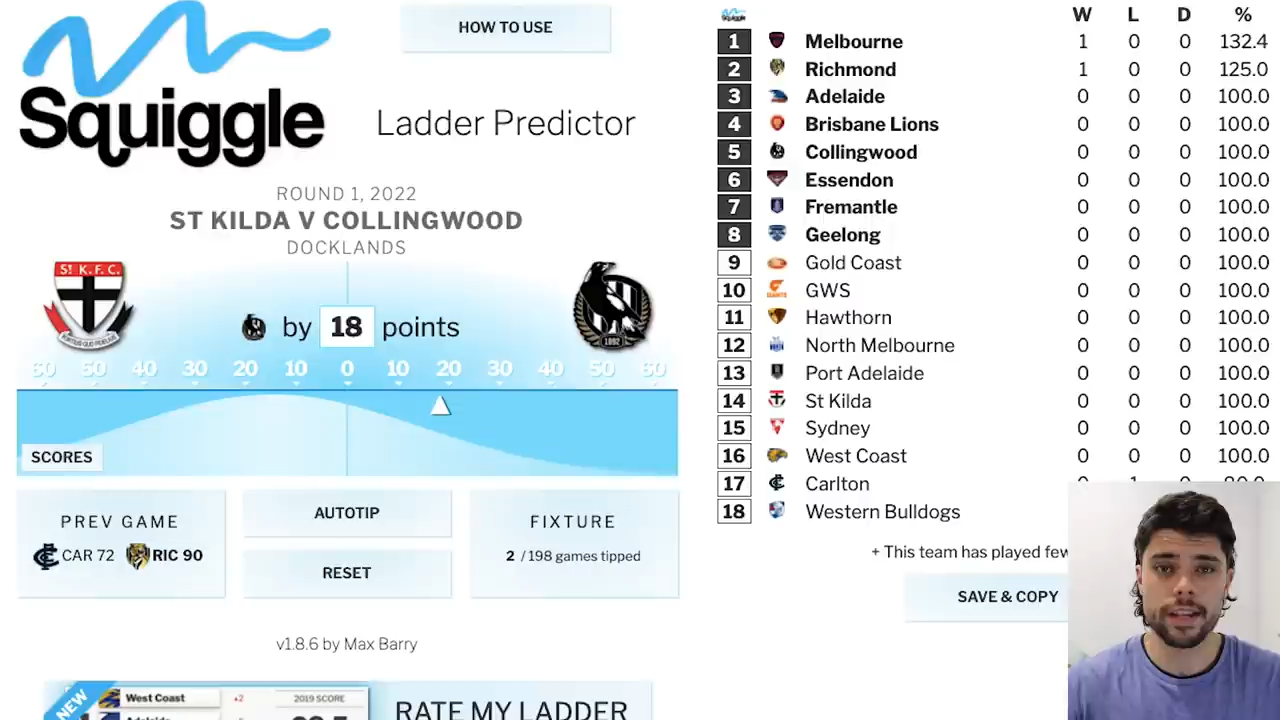 Squiggle
HOW TO USE
Ladder Predictor
ROUND 1, 2022
ST KILDA V COLLINGWOOD
DOCKLANDS
ST K.F.C.
1892
by 18 points
60 50 40 30 20 10 0 10 20 30 40 50 60
SCORES
PREV GAME
CAR 72 RIC 90
AUTOTIP
RESET
FIXTURE
2 / 198 games tipped
v1.8.6 by Max Barry
NEW
West Coast +2
2019 SCORE
RATE MY LADDER
Squiggle W L D %
1 Melbourne 1 0 0 132.4
2 Richmond 1 0 0 125.0
3 Adelaide 0 0 0 100.0
4 Brisbane Lions 0 0 0 100.0
5 Collingwood 0 0 0 100.0
6 Essendon 0 0 0 100.0
7 Fremantle 0 0 0 100.0
8 Geelong 0 0 0 100.0
9 Gold Coast 0 0 0 100.0
10 GWS 0 0 0 100.0
11 Hawthorn 0 0 0 100.0
12 North Melbourne 0 0 0 100.0
13 Port Adelaide 0 0 0 100.0
14 St Kilda 0 0 0 100.0
15 Sydney 0 0 0 100.0
16 West Coast 0 0 0 100.0
17 Carlton
18 Western Bulldogs
+ This team has played few
SAVE & COPY